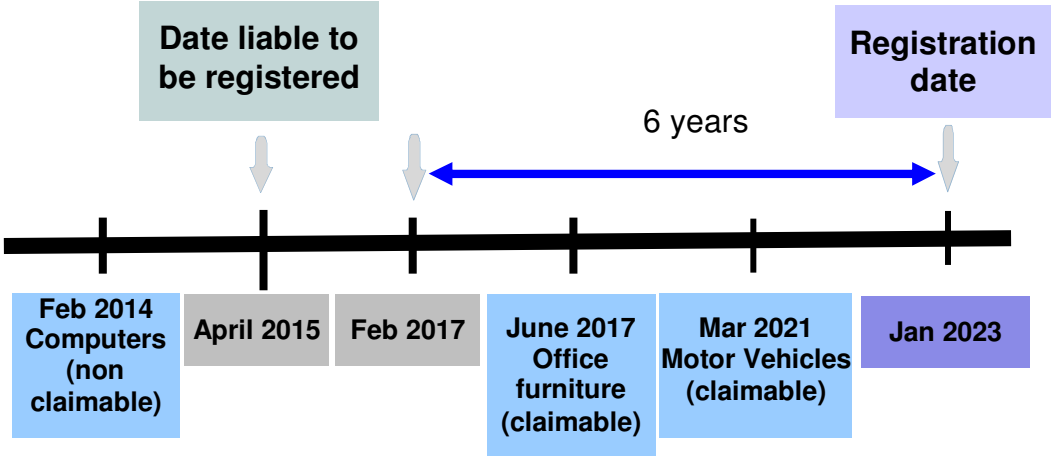 Date liable to
be registered
Registration
date
6 years
Feb 2014
Computers
(non
claimable)
April 2015
Feb 2017
June 2017
Office
furniture
(claimable)
Mar 2021
Motor Vehicles
(claimable)
Jan 2023